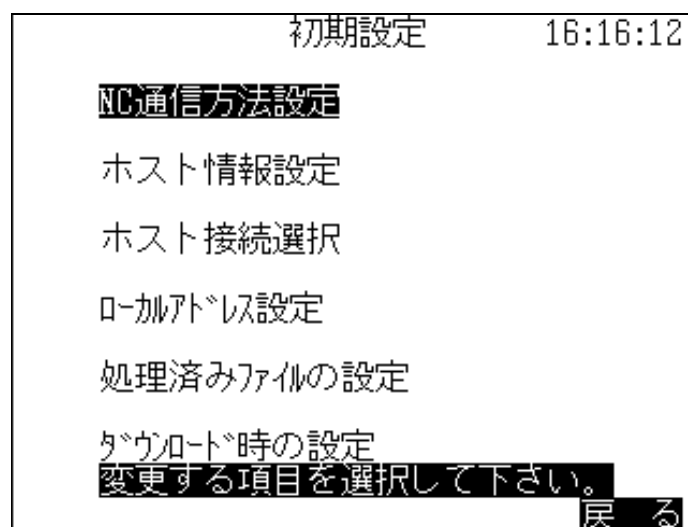 初期設定 16:16:12
NC通信方法設定
ホスト情報設定
ホスト接続選択
ﾛｰｶﾙｱﾄﾞﾚｽ設定
処理済みﾌｧｲﾙの設定
ﾀﾞｳﾝﾛｰﾄﾞ時の設定
変更する項目を選択して下さい。
戻 る